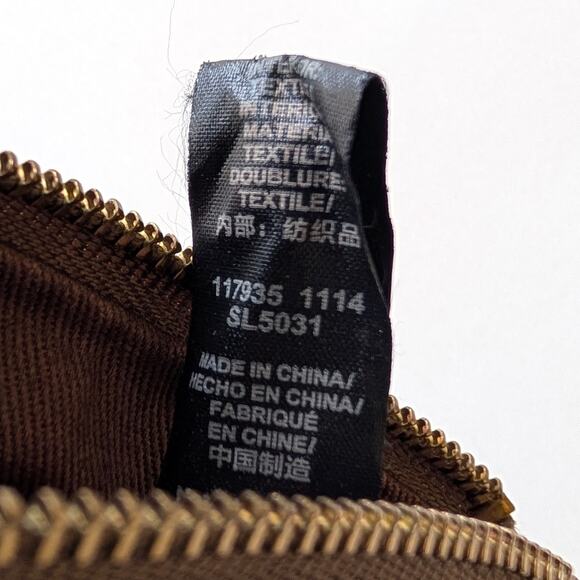 TEXTILE/
DOUBLURE:
TEXTILE/
内部：纺织品
117935 1114
SL5031
MADE IN CHINA/
HECHO EN CHINA/
FABRIQUÉ
EN CHINE/
中国制造